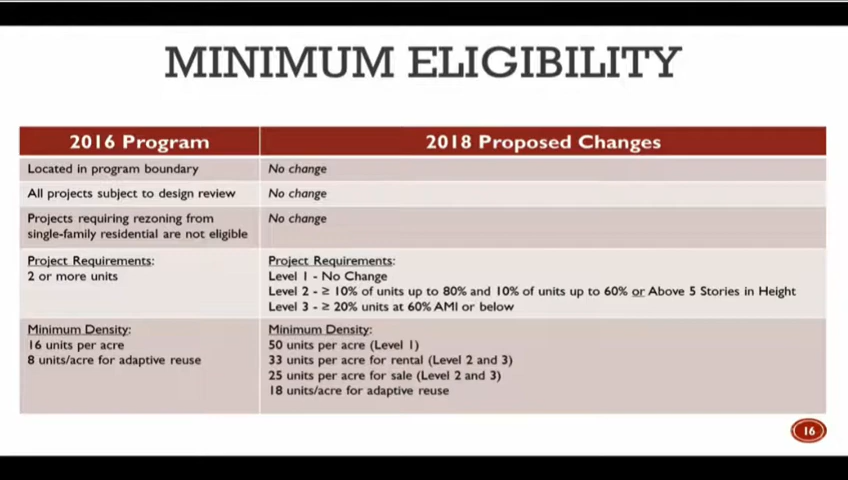 MINIMUM ELIGIBILITY
2016 Program
2018 Proposed Changes
Located in program boundary
No change
All projects subject to design review
No change
Projects requiring rezoning from
single-family residential are not eligible
No change
Project Requirements:
2 or more units
Project Requirements:
Level 1 - No Change
Level 2 - ≥ 10% of units up to 80% and 10% of units up to 60% or Above 5 Stories in Height
Level 3 - ≥ 20% units at 60% AMI or below
Minimum Density:
16 units per acre
8 units/acre for adaptive reuse
Minimum Density:
50 units per acre (Level 1)
33 units per acre for rental (Level 2 and 3)
25 units per acre for sale (Level 2 and 3)
18 units/acre for adaptive reuse
16